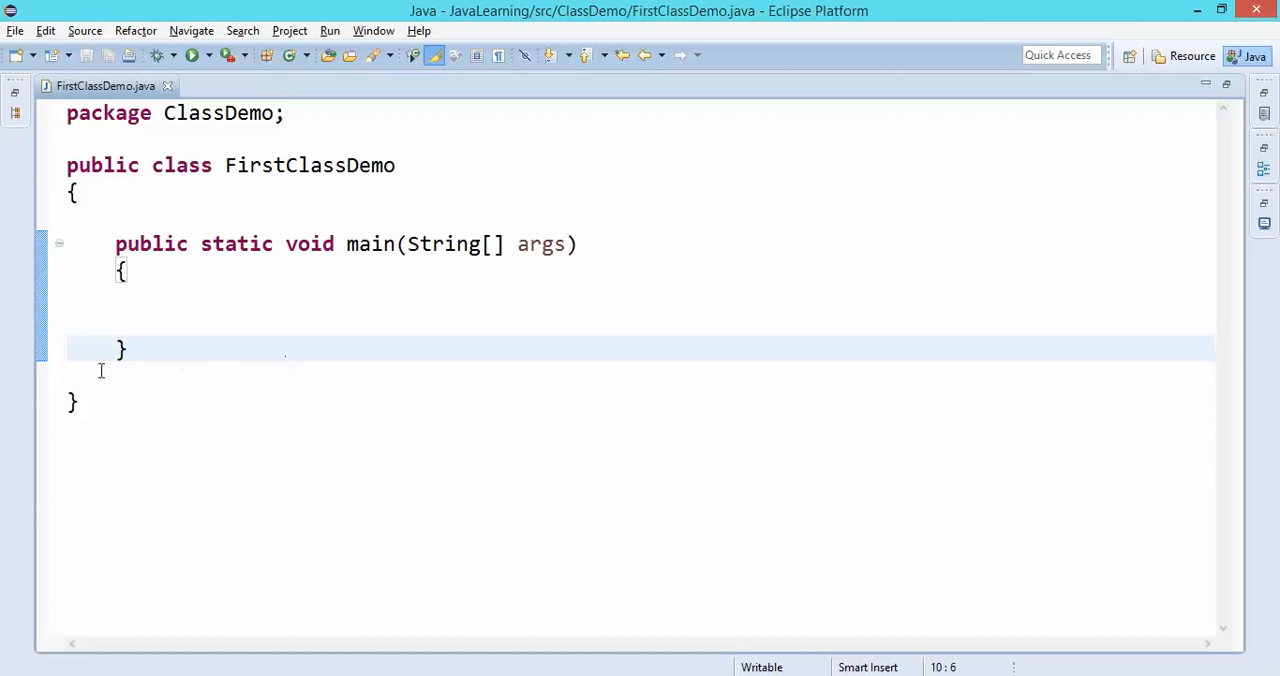 Java - JavaLearning/src/ClassDemo/FirstClassDemo.java - Eclipse Platform
File Edit Source Refactor Navigate Search Project Run Window Help
Quick Access Resource Java
FirstClassDemo.java
package ClassDemo;
public class FirstClassDemo
{
public static void main(String[] args)
{
}
}
Writable Smart Insert 10 : 6